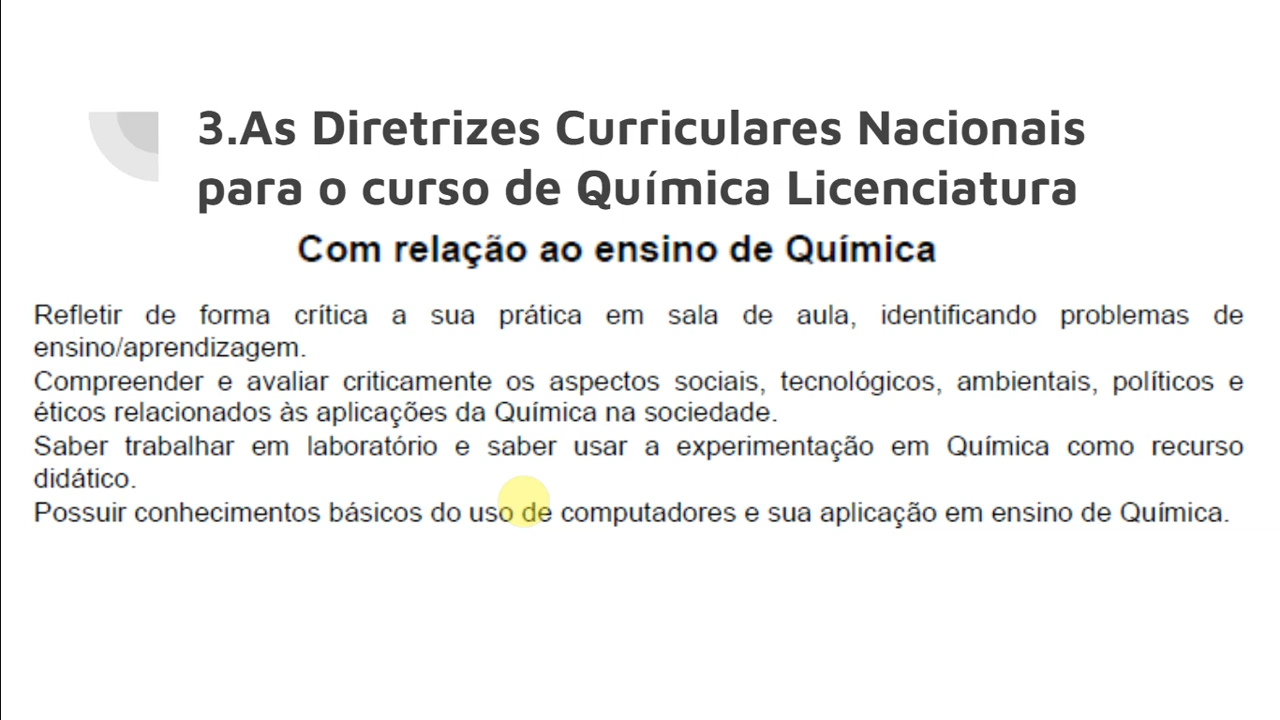 3.As Diretrizes Curriculares Nacionais
para o curso de Química Licenciatura
Com relação ao ensino de Química
Refletir de forma crítica a sua prática em sala de aula, identificando problemas de
ensino/aprendizagem.
Compreender e avaliar criticamente os aspectos sociais, tecnológicos, ambientais, políticos e
éticos relacionados às aplicações da Química na sociedade.
Saber trabalhar em laboratório e saber usar a experimentação em Química como recurso
didático.
Possuir conhecimentos básicos do uso de computadores e sua aplicação em ensino de Química.